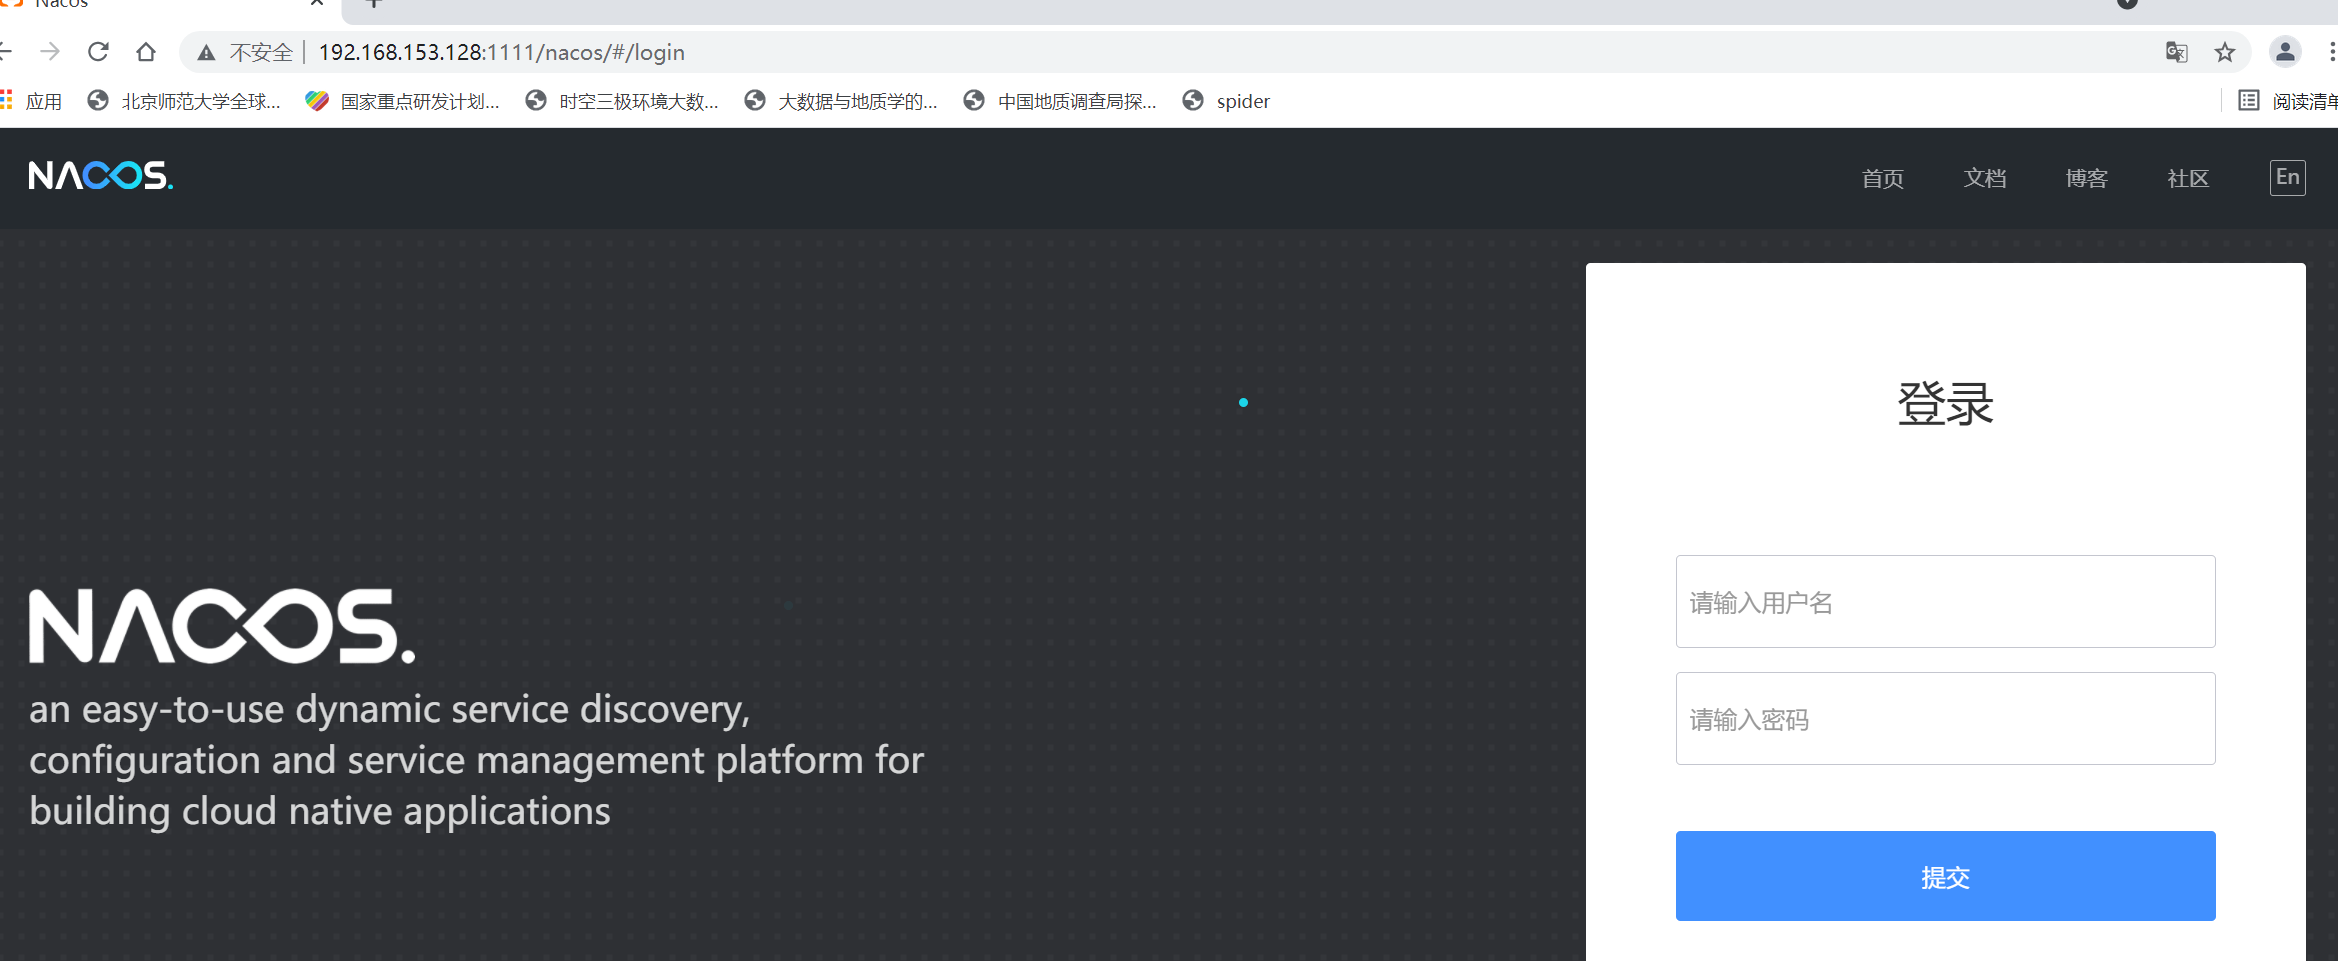 Nacos
不安全 192.168.153.128:1111/nacos/#/login
应用 北京师范大学全球... 国家重点研发计划... 时空三极环境大数... 大数据与地质学的... 中国地质调查局探... spider 阅读清单
NACOS. 首页 文档 博客 社区 En
登录
请输入用户名
NACOS.
an easy-to-use dynamic service discovery,
configuration and service management platform for
building cloud native applications
请输入密码
提交